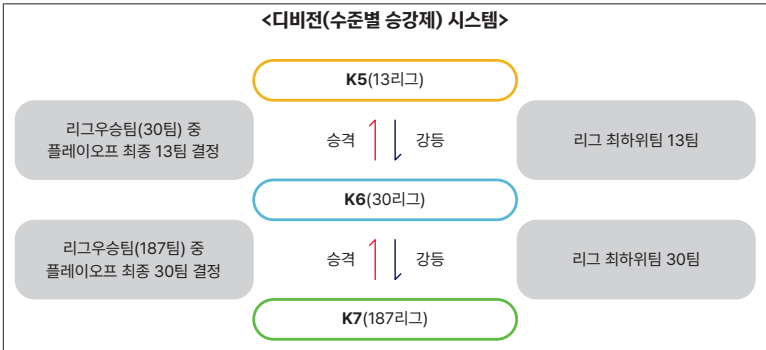 <디비전(수준별 승강제) 시스템>
K5(13리그)
리그우승팀(30팀) 중
플레이오프 최종 13팀 결정
승격
강등
리그 최하위팀 13팀
K6(30리그)
리그우승팀(187팀) 중
플레이오프 최종 30팀 결정
승격
강등
리그 최하위팀 30팀
K7(187리그)